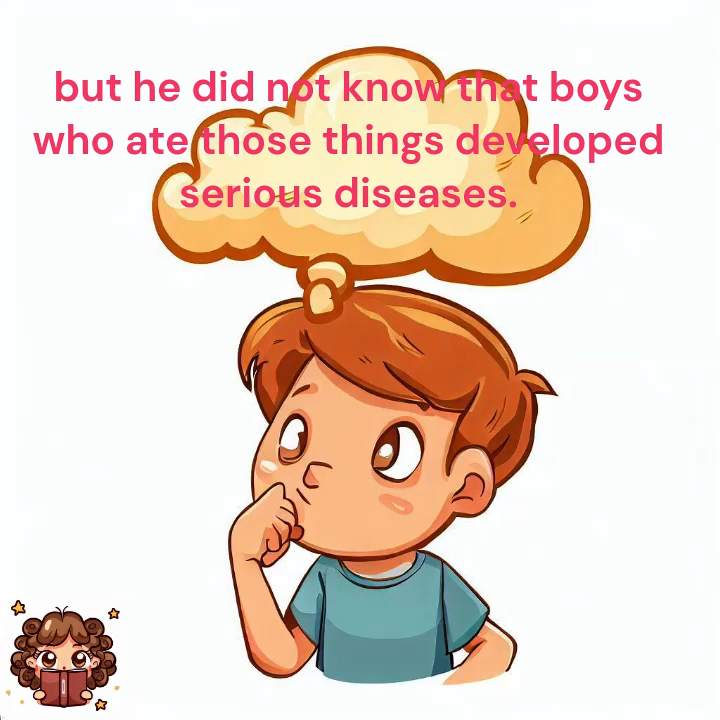 but he did not know that boys
who ate those things developed
serious diseases.